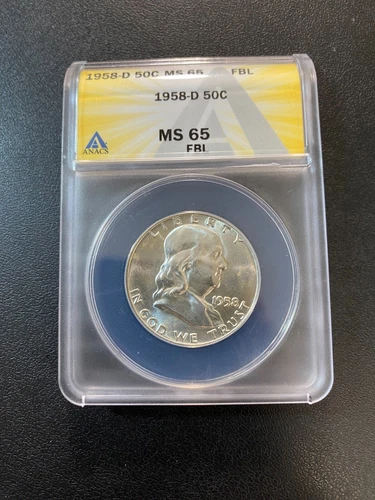 1958-D 50C MS 65 FBL
1958-D 50C
MS 65
FBL
ANACS
LIBERTY
1958
IN GOD WE TRUST